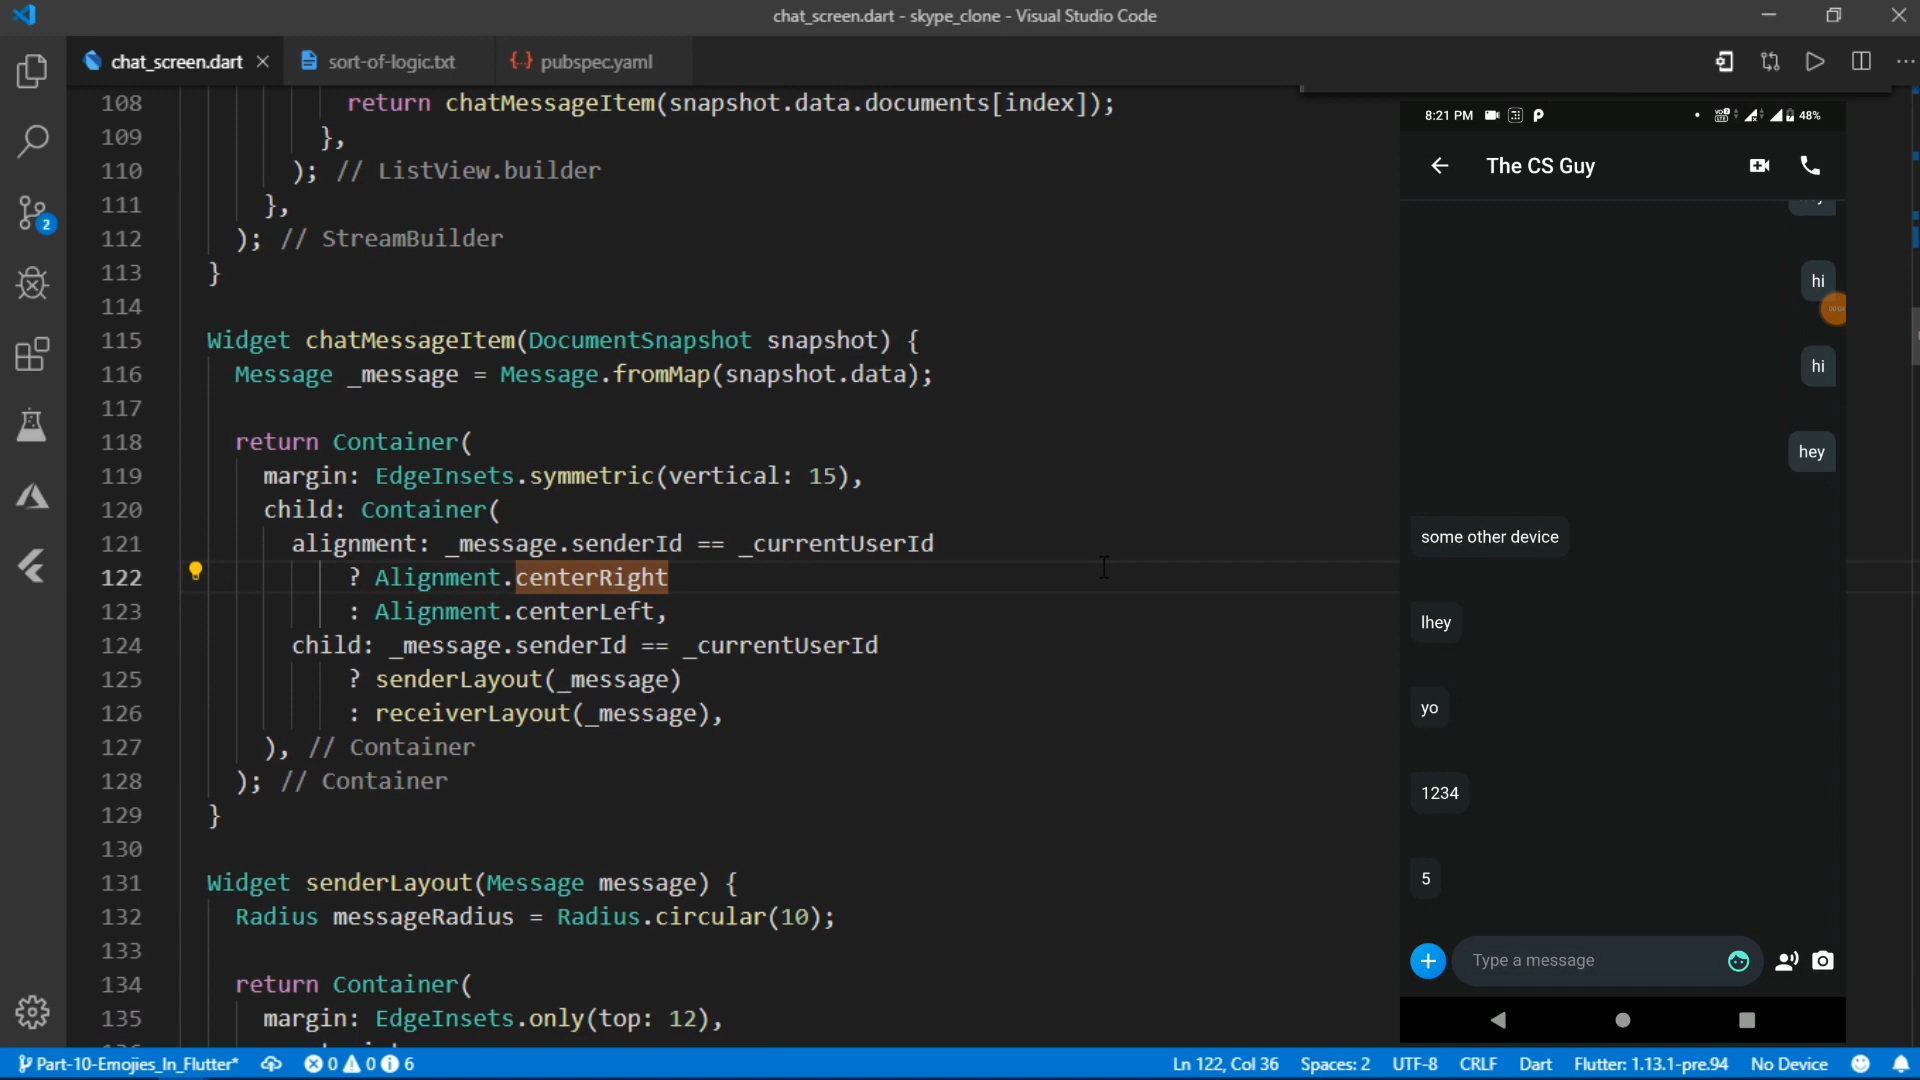 chat_screen.dart - skype_clone - Visual Studio Code
chat_screen.dart
sort-of-logic.txt
pubspec.yaml
108 return chatMessageItem(snapshot.data.documents[index]);
109 },
110 ); // ListView.builder
111 },
112 ); // StreamBuilder
113 }
114
115 Widget chatMessageItem(DocumentSnapshot snapshot) {
116 Message _message = Message.fromMap(snapshot.data);
117
118 return Container(
119 margin: EdgeInsets.symmetric(vertical: 15),
120 child: Container(
121 alignment: _message.senderId == _currentUserId
122 ? Alignment.centerRight
123 : Alignment.centerLeft,
124 child: _message.senderId == _currentUserId
125 ? senderLayout(_message)
126 : receiverLayout(_message),
127 ), // Container
128 ); // Container
129 }
130
131 Widget senderLayout(Message message) {
132 Radius messageRadius = Radius.circular(10);
133
134 return Container(
135 margin: EdgeInsets.only(top: 12),
2
8:21 PM
48%
The CS Guy
hi
hi
hey
some other device
lhey
yo
1234
5
Type a message
Part-10-Emojies_In_Flutter*
0 0 6
Ln 122, Col 36
Spaces: 2
UTF-8
CRLF
Dart
Flutter: 1.13.1-pre.94
No Device